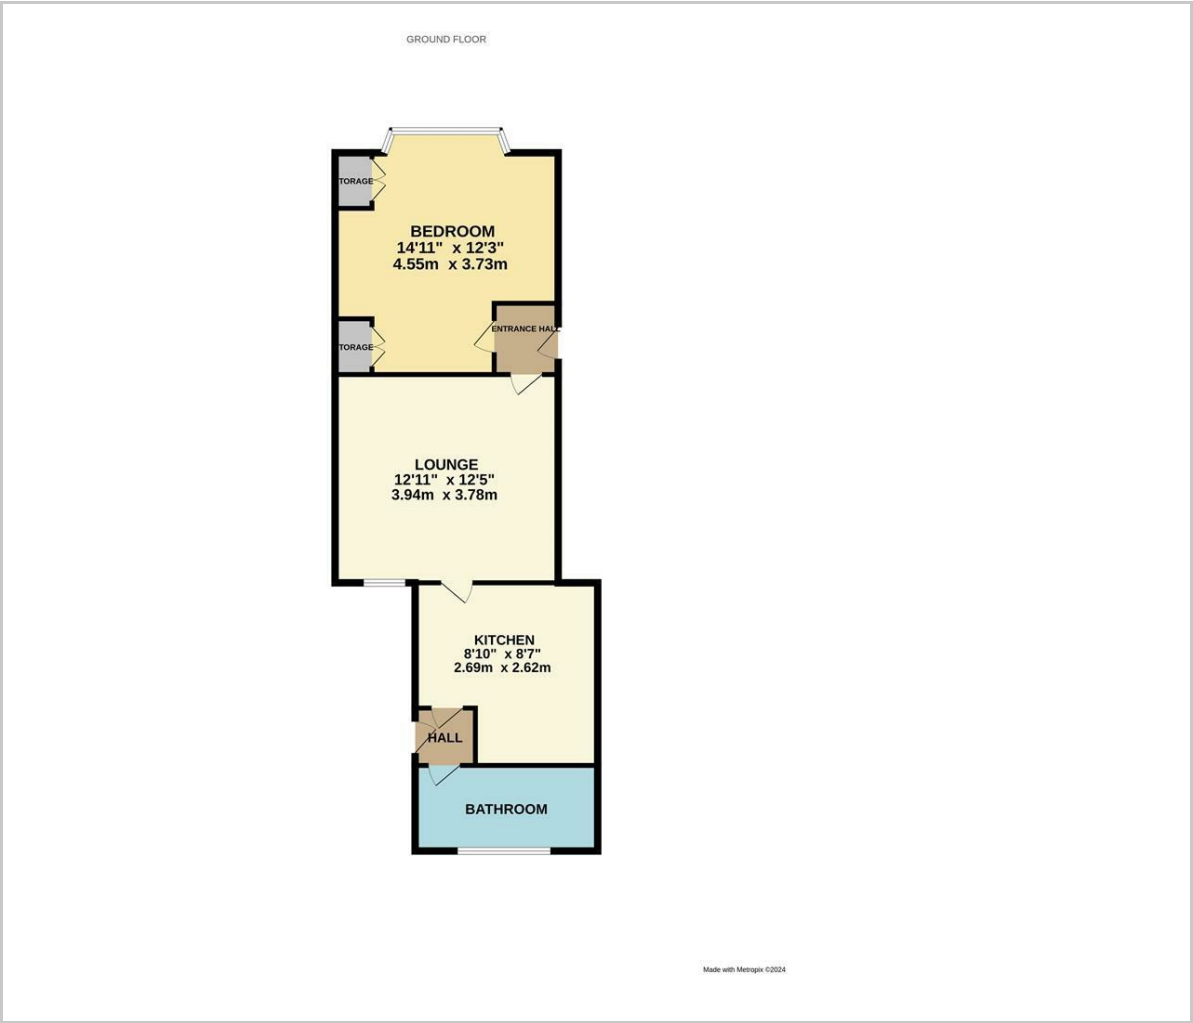 GROUND FLOOR
TORAGE
BEDROOM
14'11" x 12'3"
4.55m x 3.73m
ENTRANCE HALL
TORAGE
LOUNGE
12'11" x 12'5"
3.94m x 3.78m
KITCHEN
8'10" x 8'7"
2.69m x 2.62m
HALL
BATHROOM
Made with Metropix ©2024